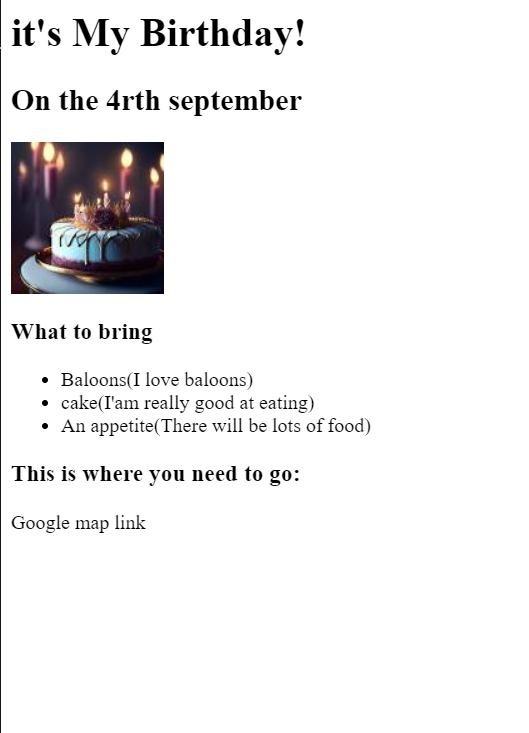 it's My Birthday!
On the 4rth september
What to bring
Baloons(I love baloons)
cake(I'am really good at eating)
An appetite(There will be lots of food)
This is where you need to go:
Google map link